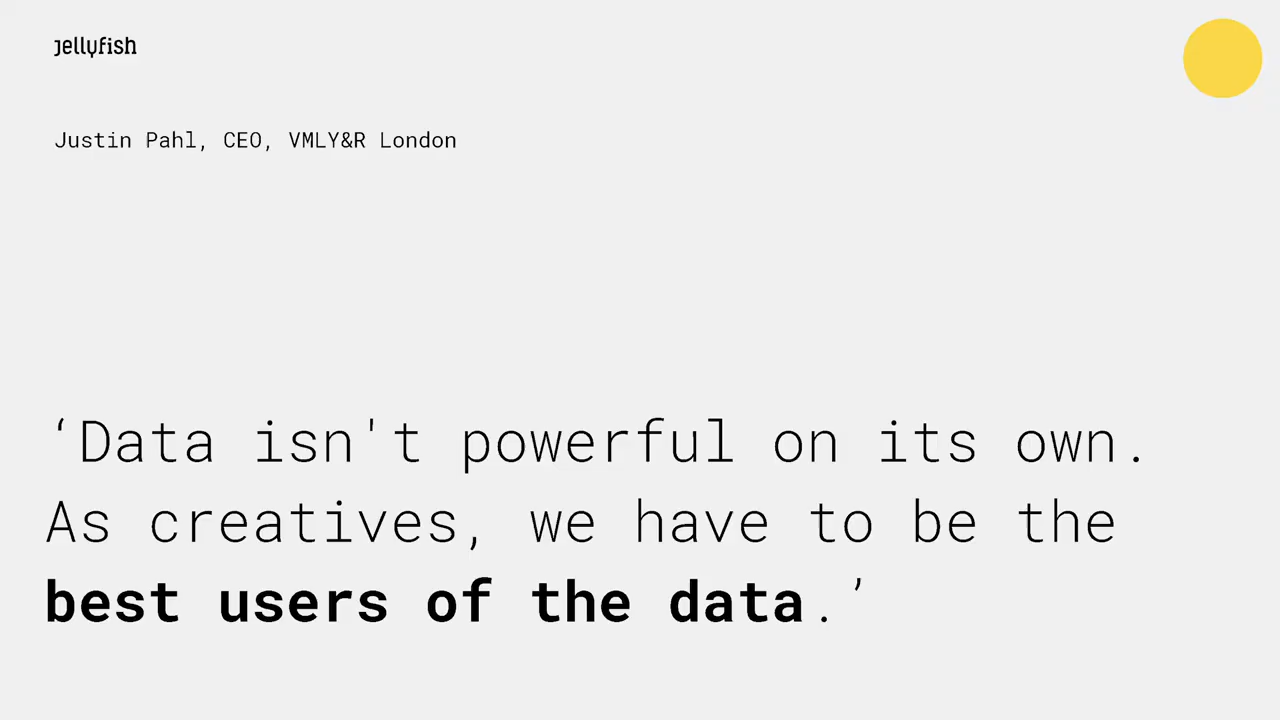 Jellyfish
Justin Pahl, CEO, VMLY&R London
‘Data isn't powerful on its own.
As creatives, we have to be the
best users of the data.’